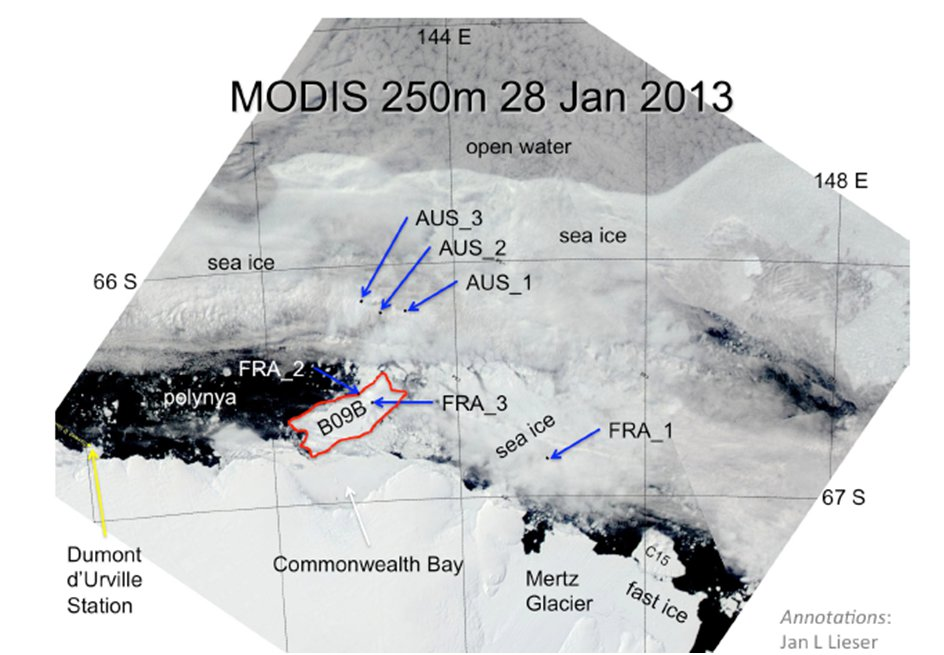 144 E
MODIS 250m 28 Jan 2013
open water
148 E
AUS_3
sea ice
AUS_2
sea ice
66 S
AUS_1
FRA_2
polynya
B09B
FRA_3
sea ice
FRA_1
67 S
Dumont
d'Urville
Station
Commonwealth Bay
C15
Mertz
Glacier
fast ice
Annotations:
Jan L Lieser